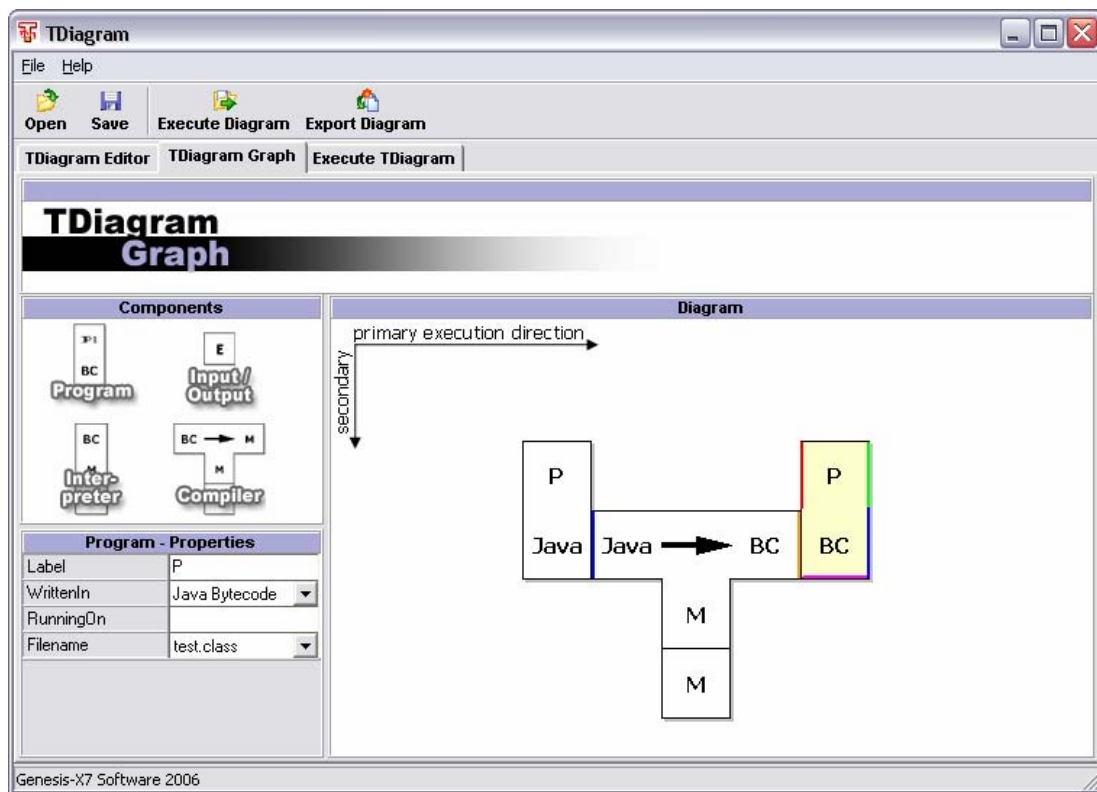 TDiagram
File Help
Open Save Execute Diagram Export Diagram
TDiagram Editor TDiagram Graph Execute TDiagram
TDiagram
Graph
Components
BC
Program
E
Input/
Output
BC
M
Inter-
preter
BC M
M
Compiler
Program - Properties
Label P
WrittenIn Java Bytecode
RunningOn
Filename test.class
Diagram
primary execution direction
secondary
P
Java
Java BC
M
M
P
BC
Genesis-X7 Software 2006